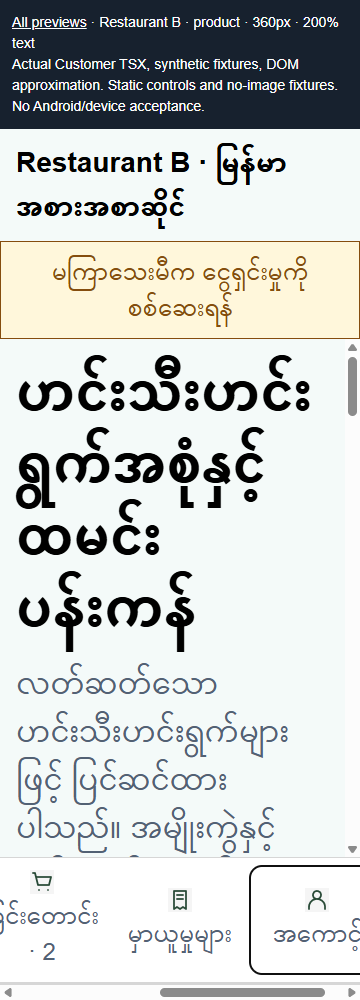 All previews · Restaurant B · product · 360px · 200%
text
Actual Customer TSX, synthetic fixtures, DOM
approximation. Static controls and no-image fixtures.
No Android/device acceptance.
Restaurant B · မြန်မာ
အစားအစာဆိုင်
မကြာသေးမီက ငွေရှင်းမှုကို
စစ်ဆေးရန်
ဟင်းသီးဟင်း
ရွက်အစုံနှင့်
ထမင်း
ပန်းကန်
လတ်ဆတ်သော
ဟင်းသီးဟင်းရွက်များ
ဖြင့် ပြင်ဆင်ထား
ပါသည်။ အမျိုးကွဲနှင့်
· 2
မှာယူမှုများ